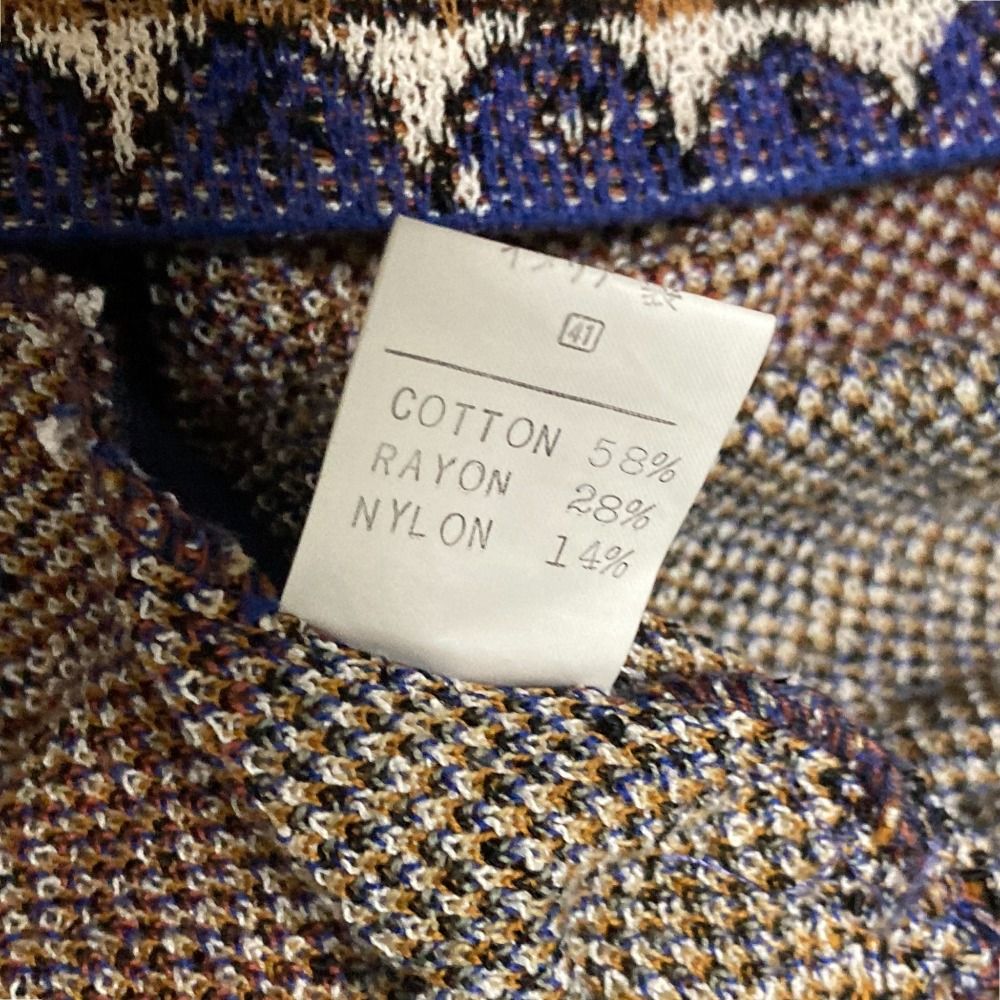 41
COTTON 58%
RAYON 28%
NYLON 14%